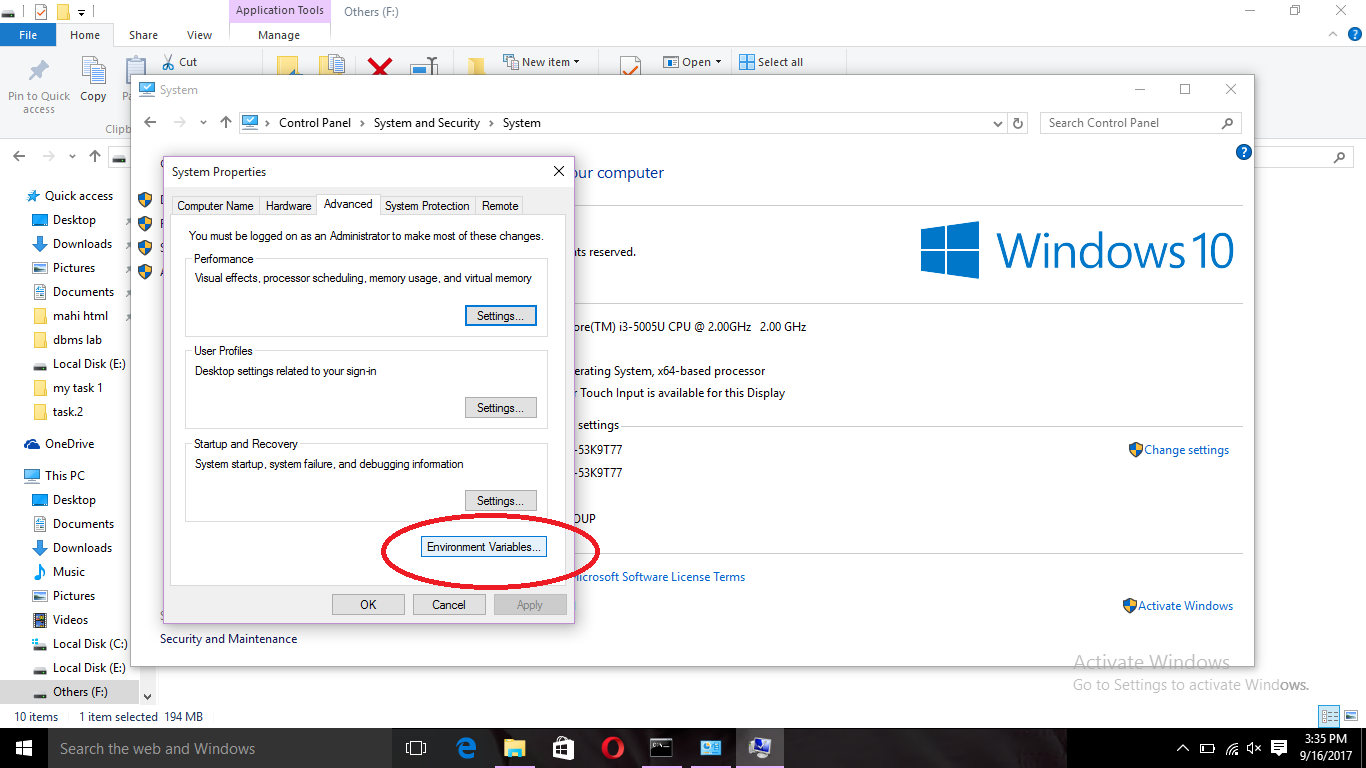 Application Tools
Others (F:)
File
Home
Share
View
Manage
Pin to Quick access
Copy
Pa
Cut
New item
Open
Select all
Clipb
System
Control Panel > System and Security > System
Search Control Panel
System Properties
our computer
Computer Name
Hardware
Advanced
System Protection
Remote
You must be logged on as an Administrator to make most of these changes.
Performance
Visual effects, processor scheduling, memory usage, and virtual memory
Settings...
User Profiles
Desktop settings related to your sign-in
Settings...
Startup and Recovery
System startup, system failure, and debugging information
Settings...
Environment Variables...
OK
Cancel
Apply
hts reserved.
Windows 10
ore(TM) i3-5005U CPU @ 2.00GHz 2.00 GHz
erating System, x64-based processor
r Touch Input is available for this Display
settings
-53K9T77
Change settings
-53K9T77
OUP
Microsoft Software License Terms
Activate Windows
Security and Maintenance
Quick access
Desktop
Downloads
Pictures
Documents
mahi html
dbms lab
Local Disk (E:)
my task 1
task.2
OneDrive
This PC
Desktop
Documents
Downloads
Music
Pictures
Videos
Local Disk (C:)
Local Disk (E:)
Others (F:)
Activate Windows
Go to Settings to activate Windows.
10 items
1 item selected 194 MB
Search the web and Windows
3:35 PM
9/16/2017